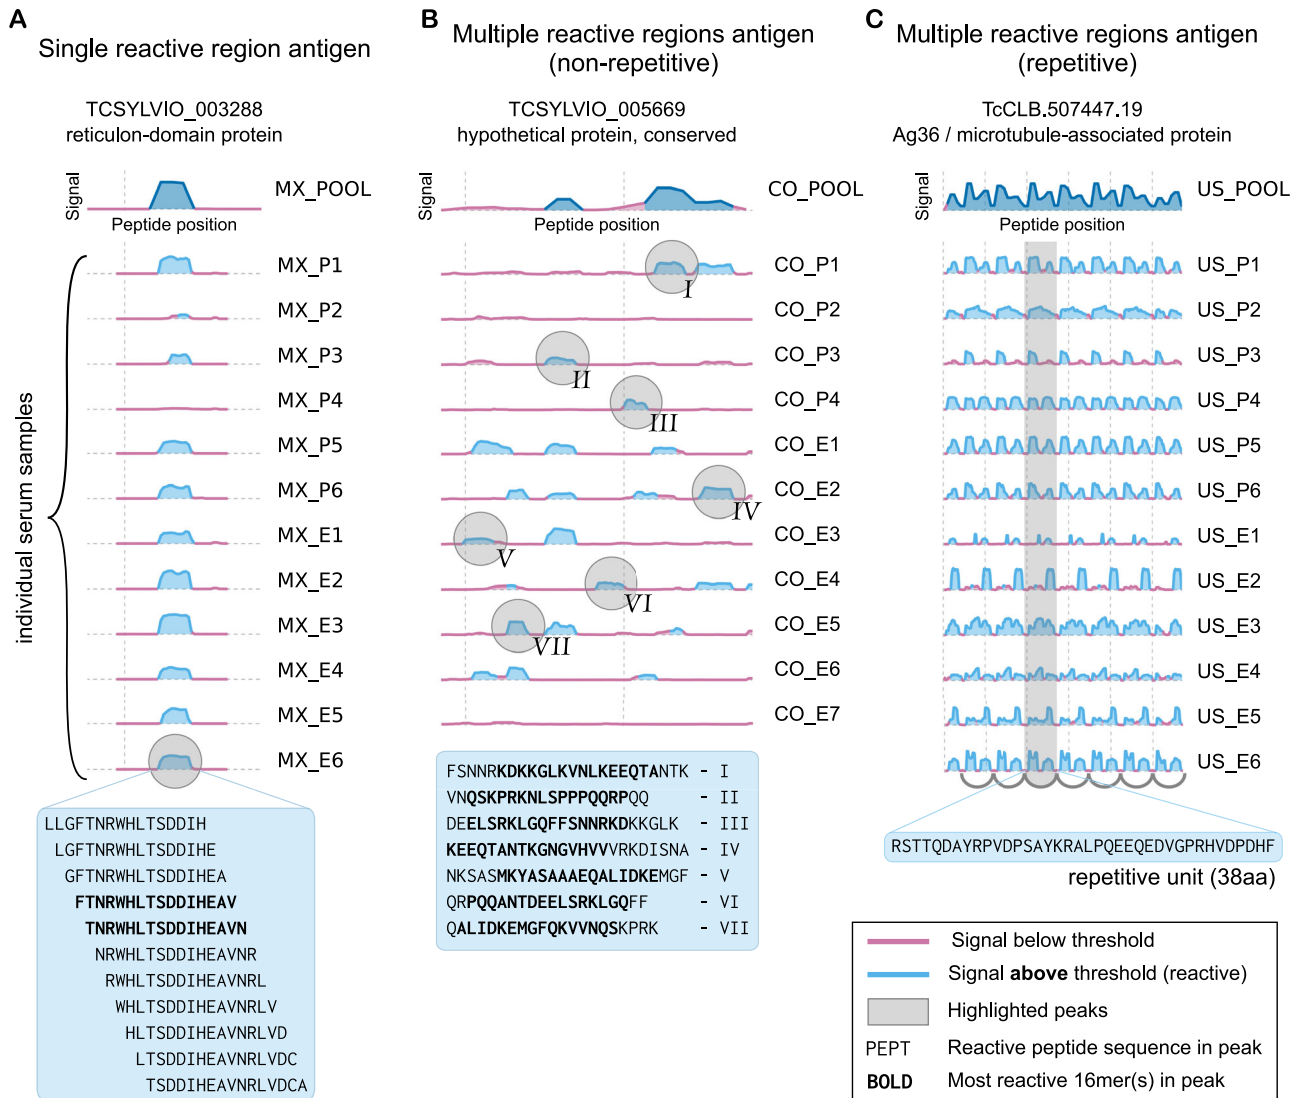 A
Single reactive region antigen
TCSYLVIO_003288
reticulon-domain protein
Signal
MX_POOL
Peptide position
individual serum samples
MX_P1
MX_P2
MX_P3
MX_P4
MX_P5
MX_P6
MX_E1
MX_E2
MX_E3
MX_E4
MX_E5
MX_E6
LLGFTNRWHLTSDDIH
LGFTNRWHLTSDDIHE
GFTNRWHLTSDDIHEA
FTNRWHLTSDDIHEAV
TNRWHLTSDDIHEAVN
NRWHLTSDDIHEAVNR
RWHLTSDDIHEAVNRL
WHLTSDDIHEAVNRLV
HLTSDDIHEAVNRLVD
LTSDDIHEAVNRLVDC
TSDDIHEAVNRLVDCA
B
Multiple reactive regions antigen
(non-repetitive)
TCSYLVIO_005669
hypothetical protein, conserved
Signal
CO_POOL
Peptide position
CO_P1
I
CO_P2
CO_P3
II
CO_P4
III
CO_E1
CO_E2
IV
CO_E3
V
CO_E4
VI
CO_E5
VII
CO_E6
CO_E7
FSNNRKDKKGLKVNLKEEQTANTK - I
VNQSKPRKNLSPPPQQRPQQ - II
DEELSRKLGQFFSNNRKDKKGLK - III
KEEQTANTKGNGVHVVVRKDISNA - IV
NKSASMKYASAAAEQALIDKEMGF - V
QRPQQANTDEELSRKLGQFF - VI
QALIDKEMGFQKVVNQSKPRK - VII
C
Multiple reactive regions antigen
(repetitive)
TcCLB.507447.19
Ag36 / microtubule-associated protein
Signal
US_POOL
Peptide position
US_P1
US_P2
US_P3
US_P4
US_P5
US_P6
US_E1
US_E2
US_E3
US_E4
US_E5
US_E6
RSTTQDAYRPVDPSAYKRALPQEEQEDVGPRHVDPDHF
repetitive unit (38aa)
Signal below threshold
Signal above threshold (reactive)
Highlighted peaks
PEPT Reactive peptide sequence in peak
BOLD Most reactive 16mer(s) in peak